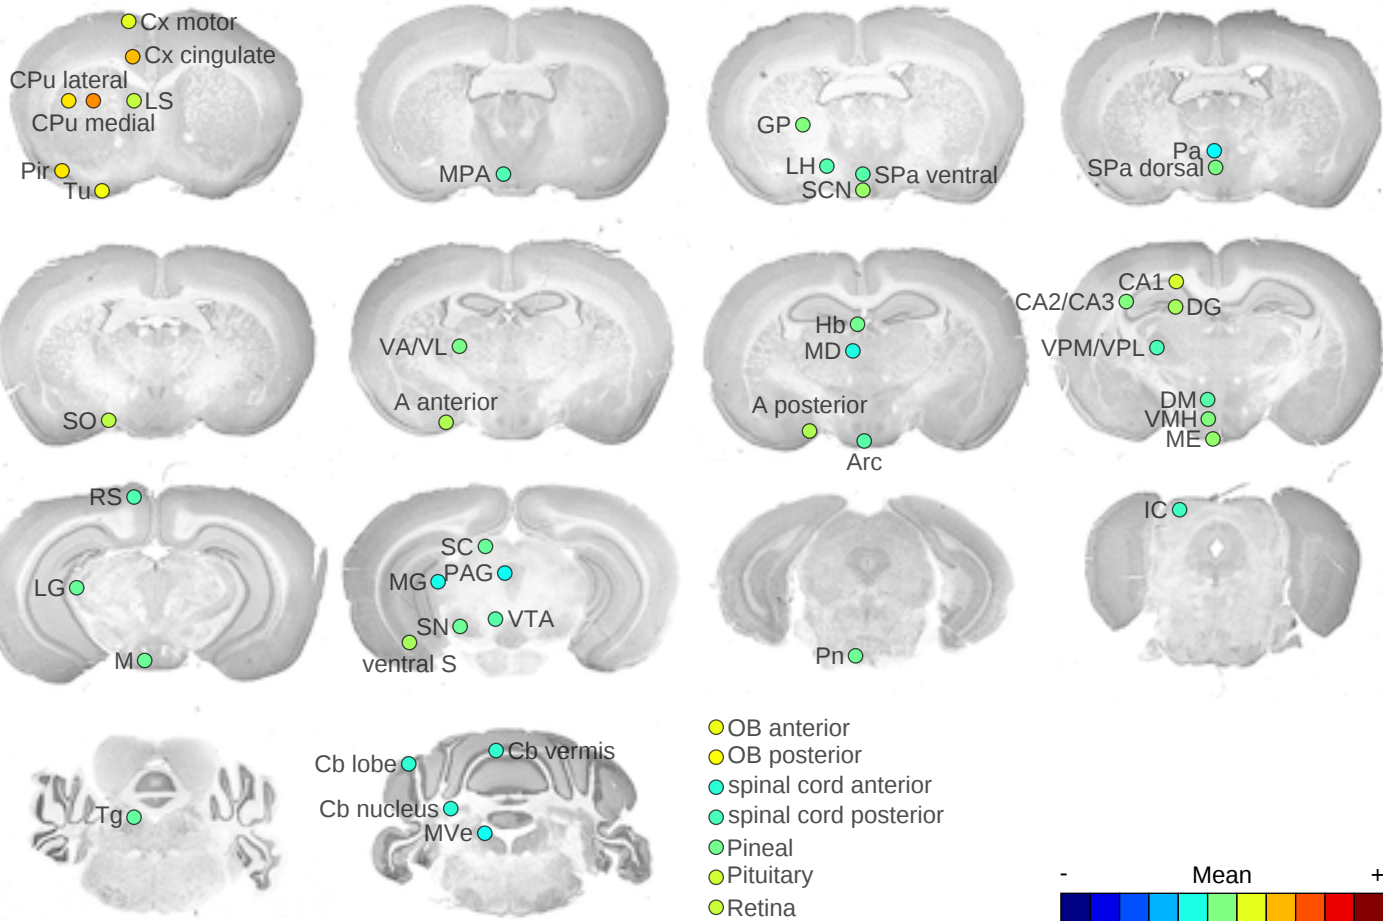 Cx motor
Cx cingulate
CPu lateral
LS
CPu medial
Pir
Tu
MPA
GP
LH
SPa ventral
SCN
Pa
SPa dorsal
SO
VA/VL
A anterior
Hb
MD
A posterior
Arc
CA1
CA2/CA3
DG
VPM/VPL
DM
VMH
ME
RS
LG
M
SC
MG
PAG
SN
VTA
ventral S
Pn
IC
Tg
Cb lobe
Cb vermis
Cb nucleus
MVe
OB anterior
OB posterior
spinal cord anterior
spinal cord posterior
Pineal
Pituitary
Retina
- Mean +